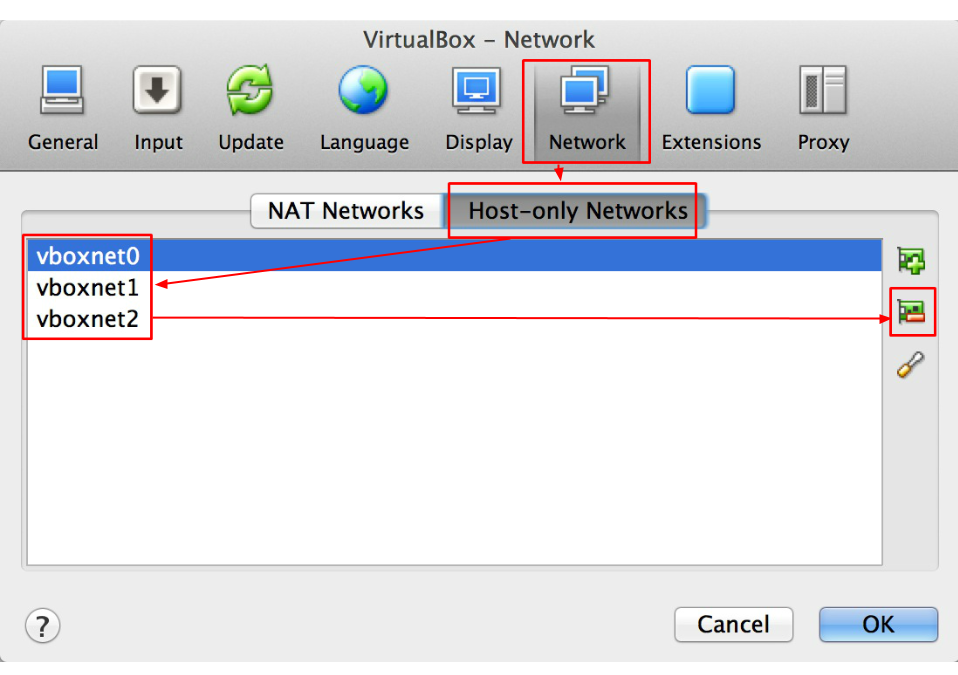 VirtualBox – Network
General Input Update Language Display Network Extensions Proxy
NAT Networks Host-only Networks
vboxnet0
vboxnet1
vboxnet2
? Cancel OK